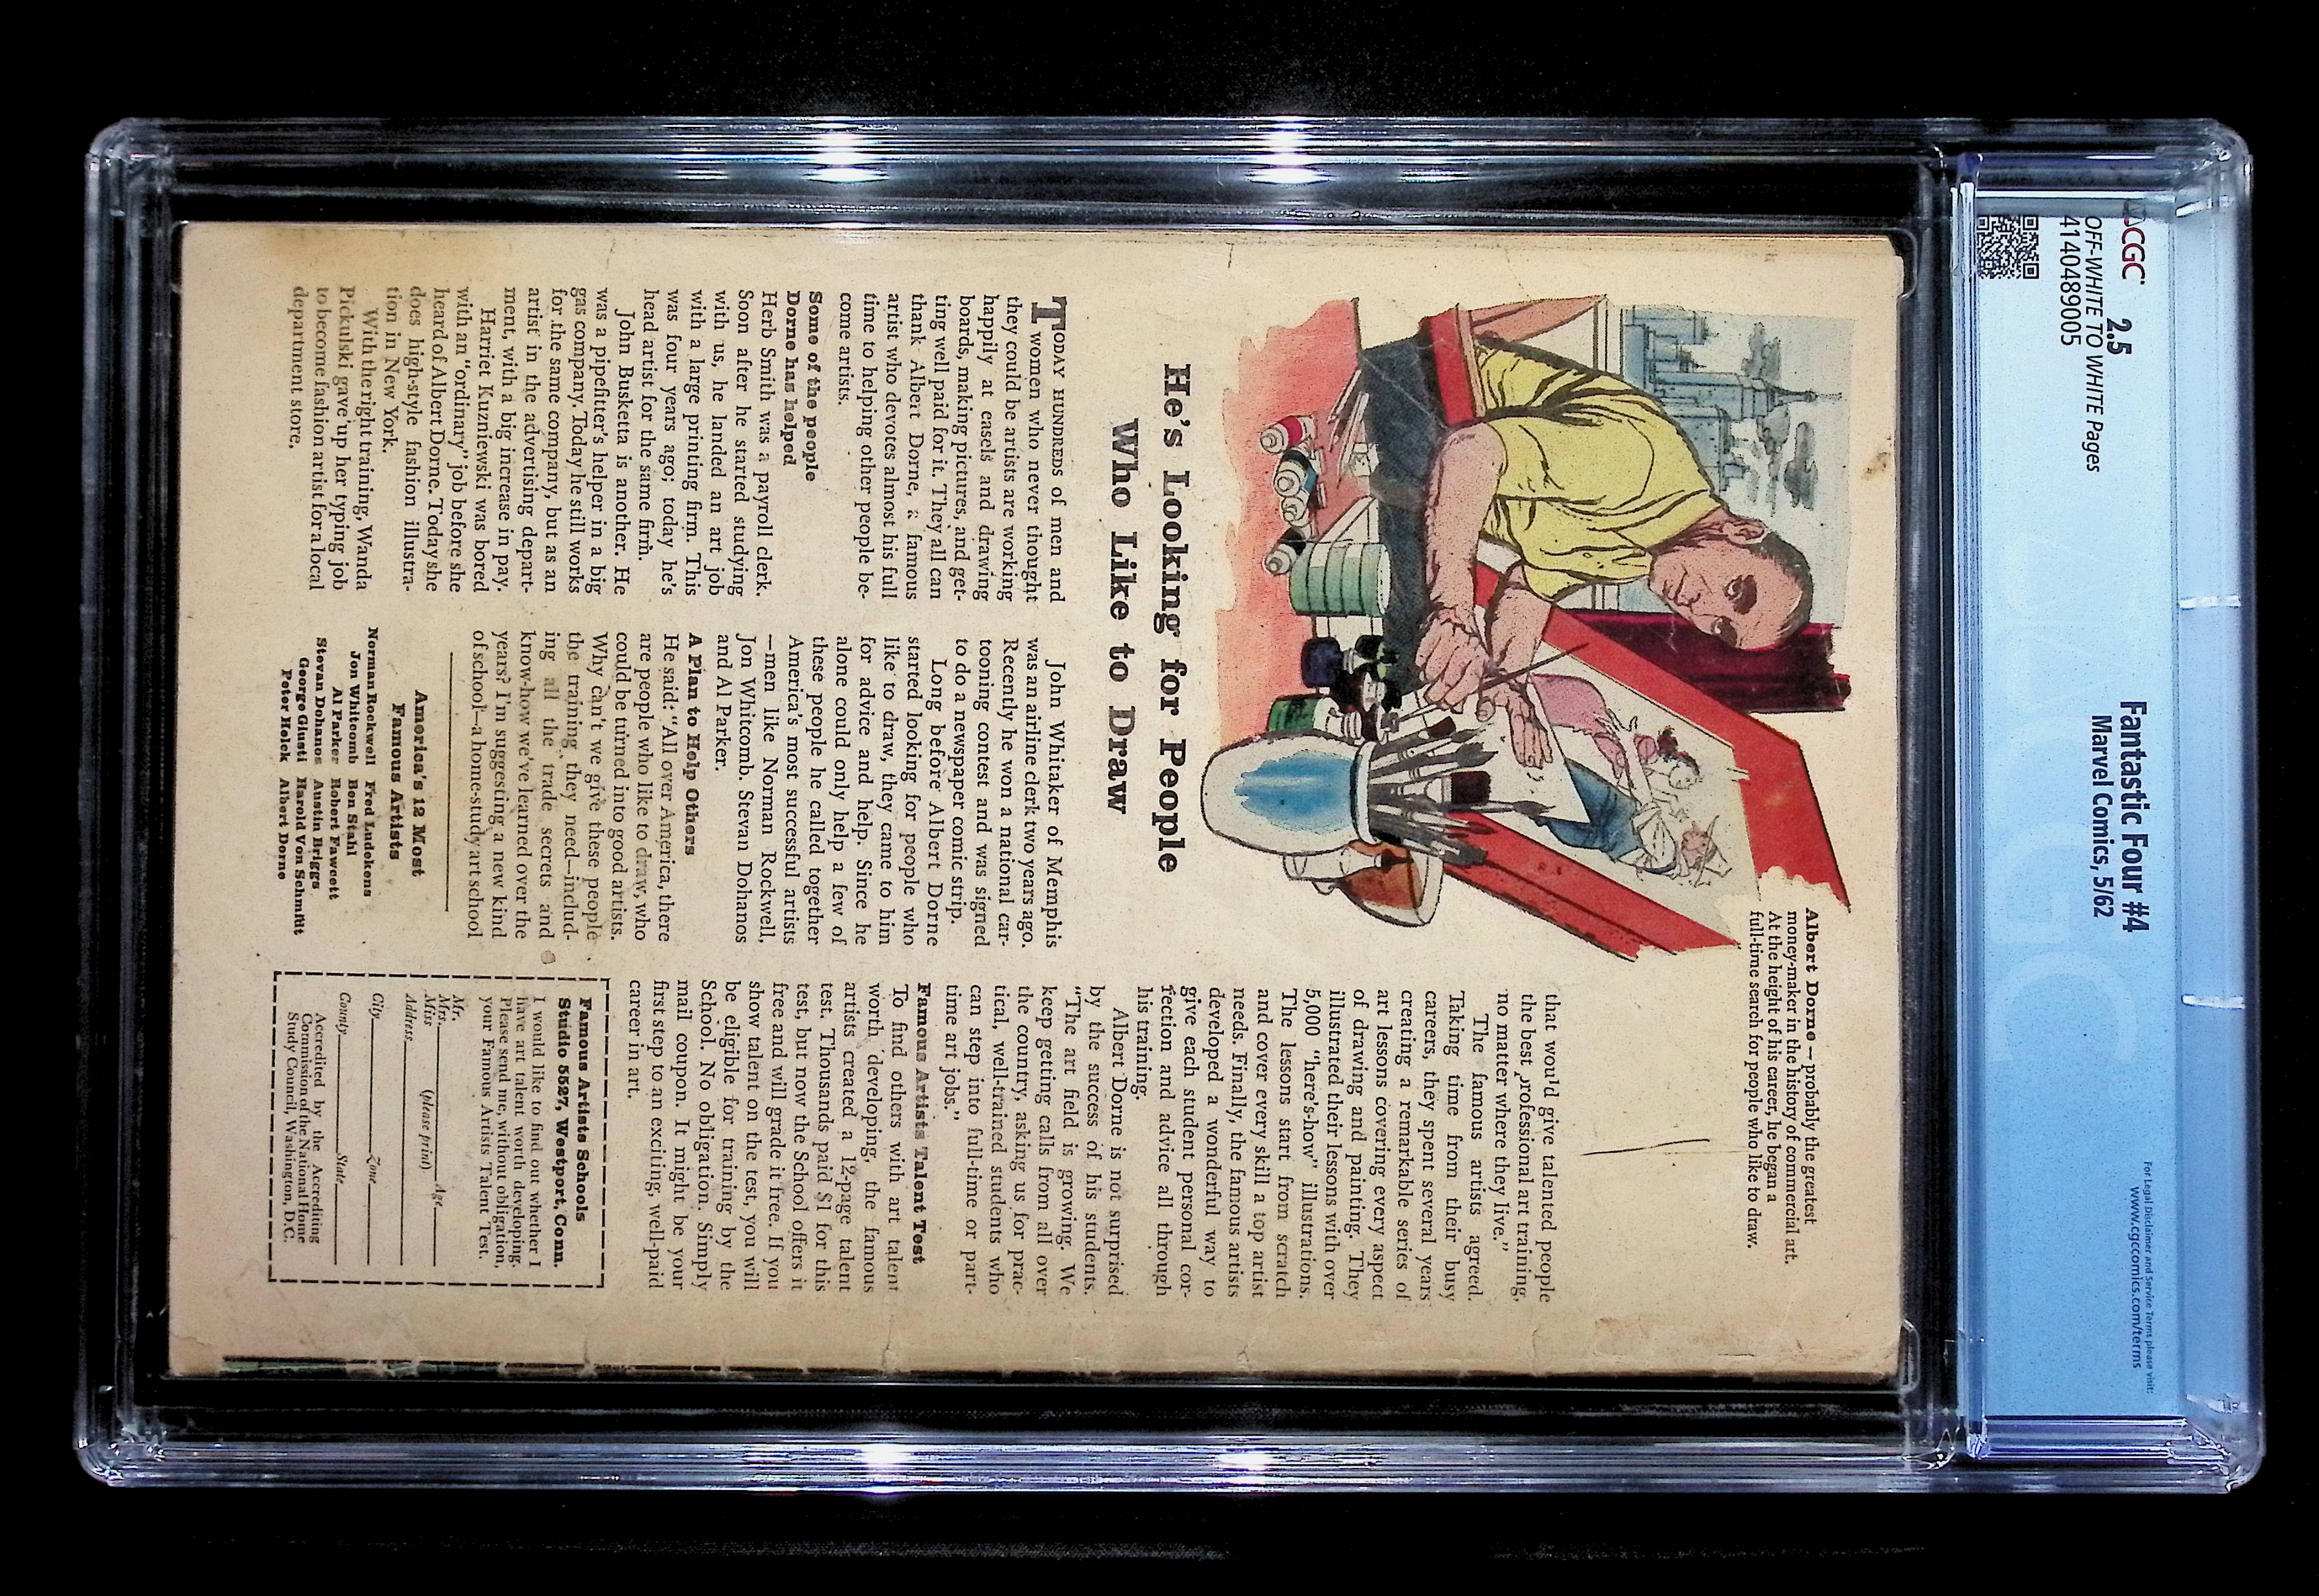 CGC
2.5
OFF-WHITE TO WHITE Pages
4140489005
Fantastic Four #4
Marvel Comics, 5/62
For Legal Disclaimer and Service Terms please visit:
www.cgccomics.com/terms
Albert Dorne — probably the greatest
money-maker in the history of commercial art.
At the height of his career, he began a
full-time search for people who like to draw.
He's Looking for People
Who Like to Draw
TODAY HUNDREDS of men and
women who never thought
they could be artists are working
happily at easels and drawing
boards, making pictures, and get-
ting well paid for it. They all can
thank Albert Dorne, a famous
artist who devotes almost his full
time to helping other people be-
come artists.
Some of the people
Dorne has helped
Herb Smith was a payroll clerk.
Soon after he started studying
with us, he landed an art job
with a large printing firm. This
was four years ago; today he's
head artist for the same firm.
John Busketta is another. He
was a pipefitter's helper in a big
gas company. Today he still works
for the same company, but as an
artist in the advertising depart-
ment, with a big increase in pay.
Harriet Kuzniewski was bored
with an "ordinary" job before she
heard of Albert Dorne. Today she
does high-style fashion illustra-
tion in New York.
With the right training, Wanda
Pickulski gave up her typing job
to become fashion artist for a local
department store.
John Whitaker of Memphis
was an airline clerk two years ago.
Recently he won a national car-
tooning contest and was signed
to do a newspaper comic strip.
Long before Albert Dorne
started looking for people who
like to draw, they came to him
for advice and help. Since he
alone could only help a few of
these people he called together
America's most successful artists
—men like Norman Rockwell,
Jon Whitcomb. Stevan Dohanos
and Al Parker.
A Plan to Help Others
He said: "All over America, there
are people who like to draw, who
could be turned into good artists.
Why can't we give these people
the training they need—includ-
ing all the trade secrets and
know-how we've learned over the
years? I'm suggesting a new kind
of school—a home-study art school
America's 12 Most
Famous Artists
Norman Rockwell Fred Ludekens
Jon Whitcomb Ben Stahl
Al Parker Robert Fawcett
Stevan Dohanos Austin Briggs
George Giusti Harold Von Schmidt
Peter Helck Albert Dorne
that would give talented people
the best professional art training,
no matter where they live."
The famous artists agreed.
Taking time from their busy
careers, they spent several years
creating a remarkable series of
art lessons covering every aspect
of drawing and painting. They
illustrated their lessons with over
5,000 "here's-how" illustrations.
The lessons start from scratch
and cover every skill a top artist
needs. Finally, the famous artists
developed a wonderful way to
give each student personal cor-
rection and advice all through
his training.
Albert Dorne is not surprised
by the success of his students.
"The art field is growing. We
keep getting calls from all over
the country, asking us for prac-
tical, well-trained students who
can step into full-time or part-
time art jobs."
Famous Artists Talent Test
To find others with art talent
worth developing, the famous
artists created a 12-page talent
test. Thousands paid $1 for this
test, but now the School offers it
free and will grade it free. If you
show talent on the test, you will
be eligible for training by the
School. No obligation. Simply
mail coupon. It might be your
first step to an exciting, well-paid
career in art.
Famous Artists Schools
Studio 5527, Westport, Conn.
I would like to find out whether I
have art talent worth developing.
Please send me, without obligation,
your Famous Artists Talent Test.
Mr.
Mrs. Age
Miss (please print)
Address
City Zone
County State
Accredited by the Accrediting
Commission of the National Home
Study Council, Washington, D.C.